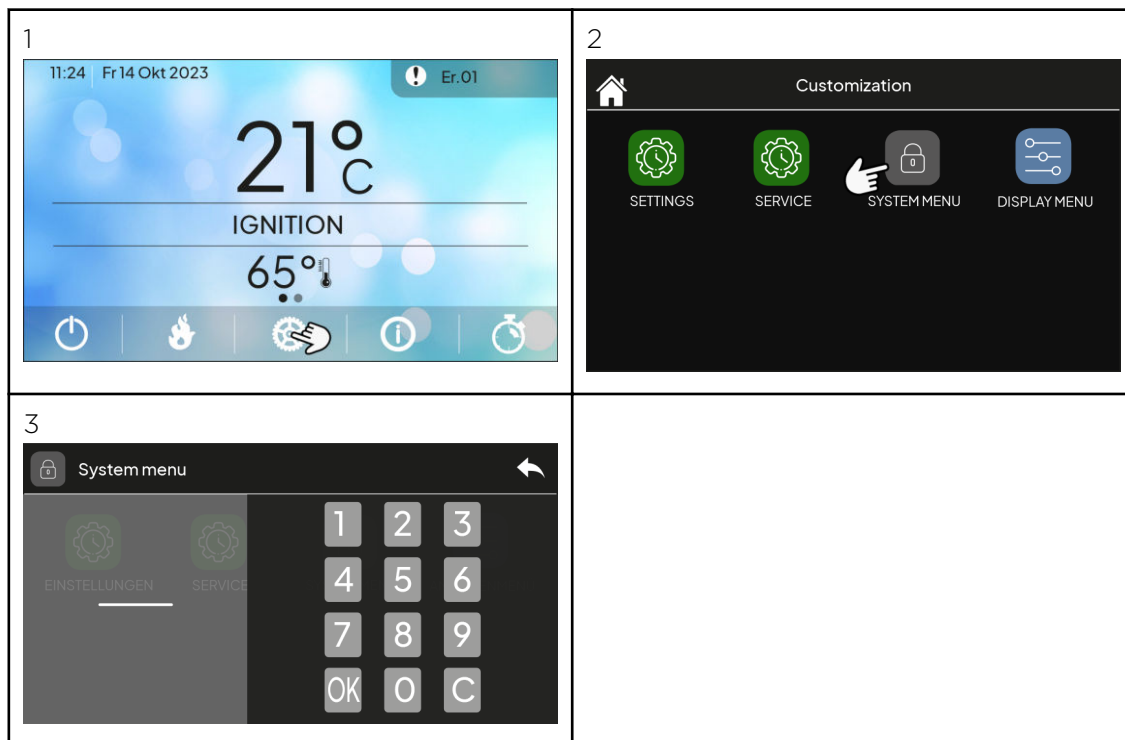 1
11:24 Fr 14 Okt 2023 Er.01
21°C
IGNITION
65°
2
Customization
SETTINGS SERVICE SYSTEM MENU DISPLAY MENU
3
System menu
EINSTELLUNGEN SERVICE
1 2 3
4 5 6
7 8 9
OK 0 C